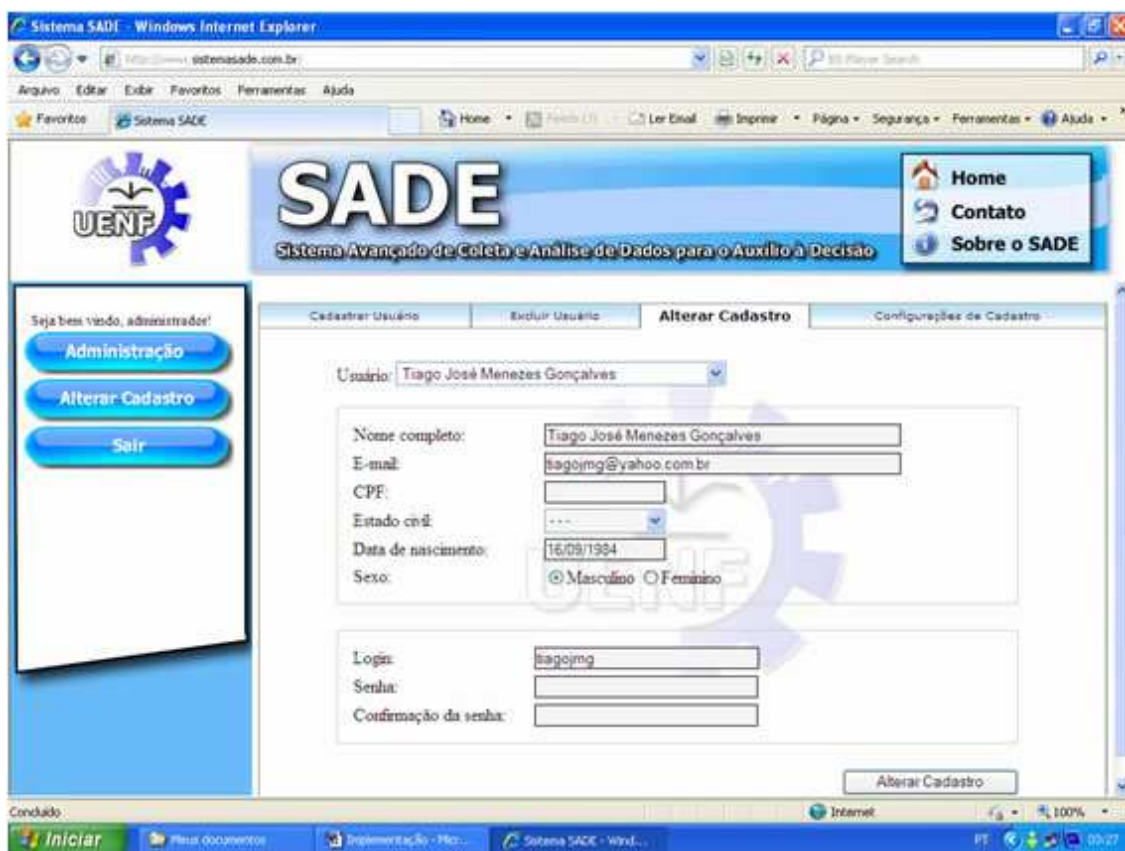 Sistema SADE - Windows Internet Explorer
sistemasade.com.br
Arquivo Editar Exibir Favoritos Ferramentas Ajuda
Favoritos Sistema SADE Home Ler Email Imprimir Página Segurança Ferramentas Ajuda
UENF
SADE
Sistema Avançado de Coleta e Análise de Dados para o Auxílio à Decisão
Home
Contato
Sobre o SADE
Seja bem vindo, administrador!
Administração
Alterar Cadastro
Sair
Cadastrar Usuário Excluir Usuário Alterar Cadastro Configurações de Cadastro
Usuário: Tiago José Menezes Gonçalves
Nome completo: Tiago José Menezes Gonçalves
E-mail: tiagojmg@yahoo.com.br
CPF:
Estado civil: ---
Data de nascimento: 16/09/1984
Sexo: Masculino Feminino
UENF
Login: tiagojmg
Senha:
Confirmação da senha:
Alterar Cadastro
Concluído Internet 100%
Iniciar Meus documentos Implementação - Micr... Sistema SADE - Wind... PT 00:27